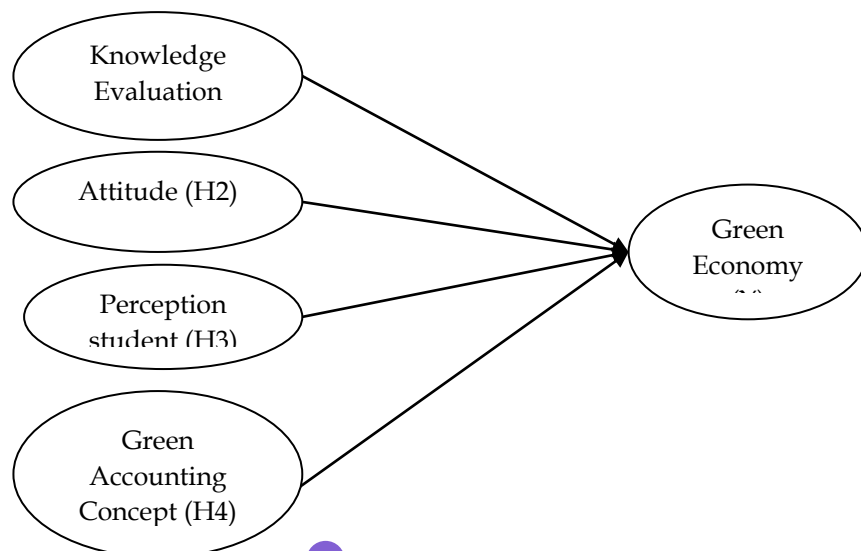 Knowledge
Evaluation
Attitude (H2)
Perception
student (H3)
Green
Accounting
Concept (H4)
Green
Economy